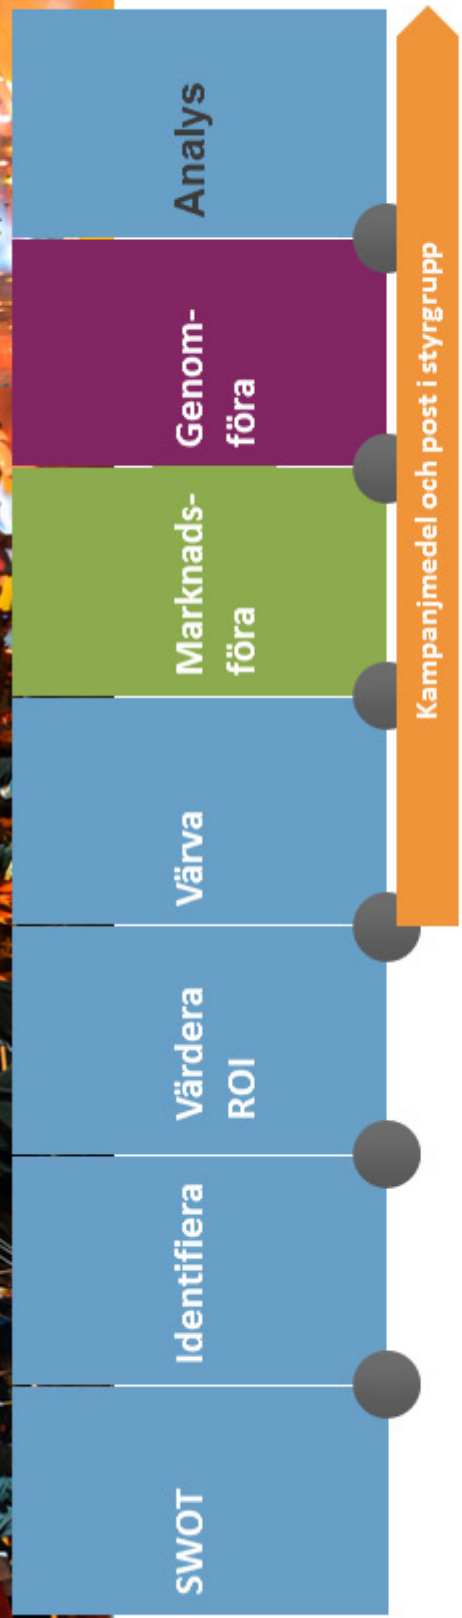 SWOT
Identifiera
Värdera
ROI
Värva
Marknads-
föra
Genom-
föra
Analys
Kampanjmedel och post i styrgrupp